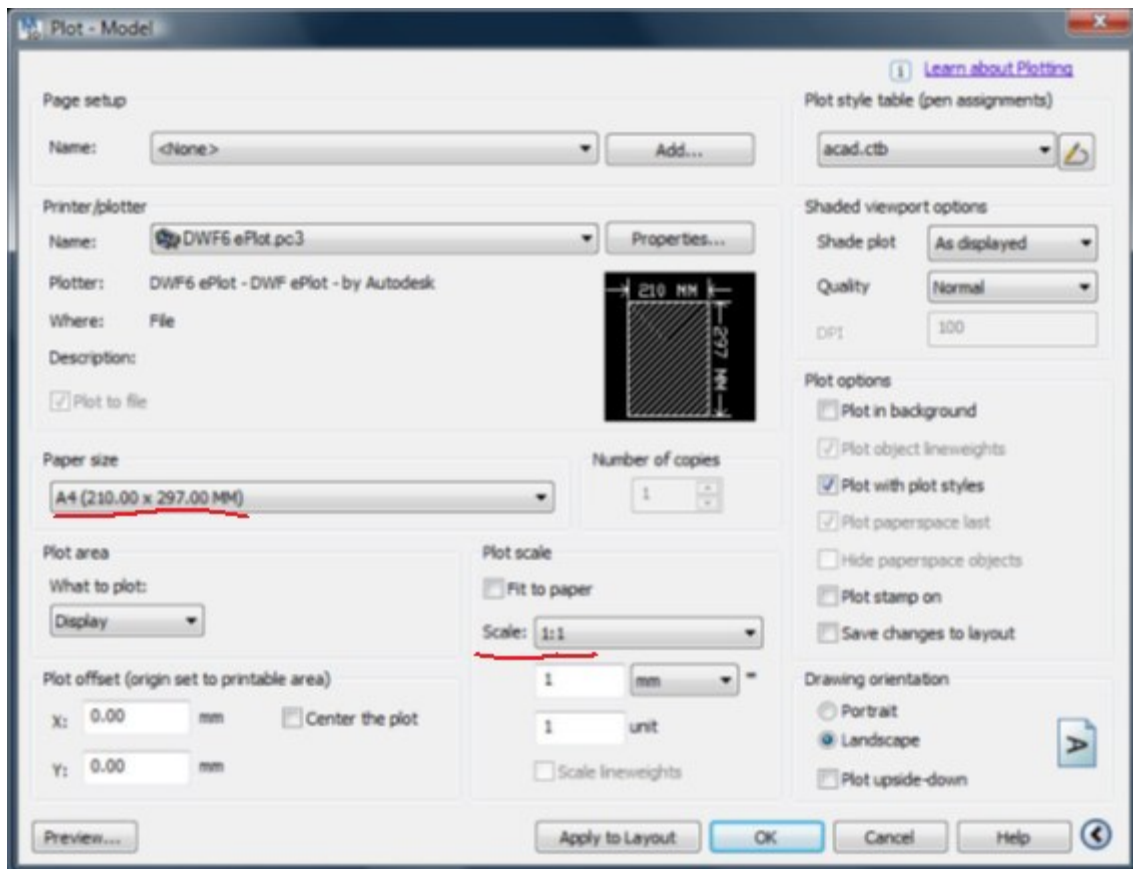 Plot - Model
Learn about Plotting
Page setup
Name: <None> Add...
Plot style table (pen assignments)
acad.ctb
Printer/plotter
Name: DWF6 ePlot.pc3 Properties...
Plotter: DWF6 ePlot - DWF ePlot - by Autodesk
Where: File
Description:
Plot to file
210 MM
297 MM
Shaded viewport options
Shade plot As displayed
Quality Normal
DPI 100
Paper size
A4 (210.00 x 297.00 MM)
Number of copies
1
Plot options
Plot in background
Plot object lineweights
Plot with plot styles
Plot paperspace last
Hide paperspace objects
Plot stamp on
Save changes to layout
Plot area
What to plot:
Display
Plot scale
Fit to paper
Scale: 1:1
1 mm =
1 unit
Scale lineweights
Plot offset (origin set to printable area)
X: 0.00 mm Center the plot
Y: 0.00 mm
Drawing orientation
Portrait
Landscape
Plot upside-down
A
Preview... Apply to Layout OK Cancel Help